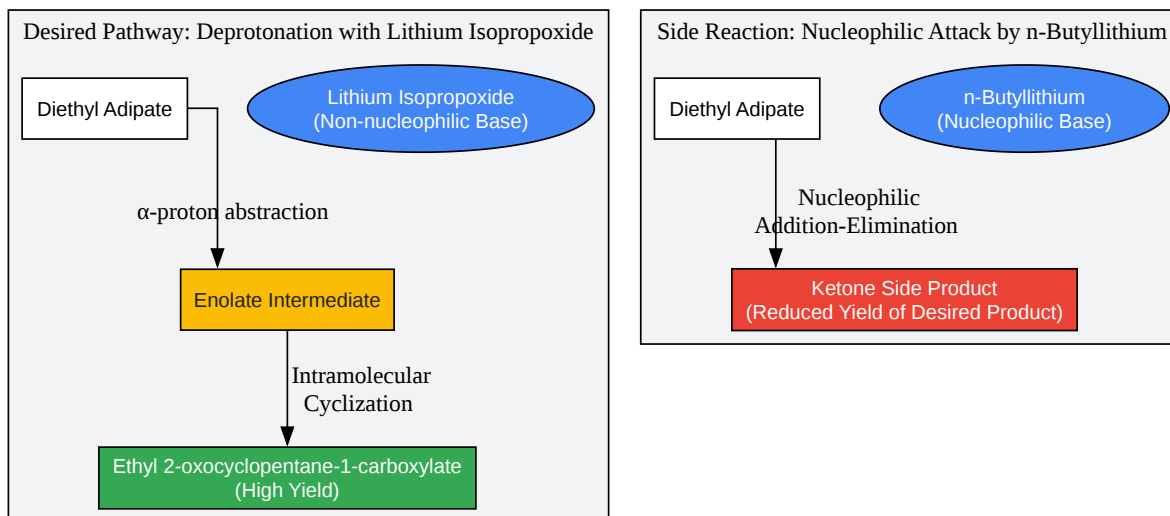 Desired Pathway: Deprotonation with Lithium Isopropoxide
Diethyl Adipate
Lithium Isopropoxide
(Non-nucleophilic Base)
α-proton abstraction
Enolate Intermediate
Intramolecular
Cyclization
Ethyl 2-oxocyclopentane-1-carboxylate
(High Yield)
Side Reaction: Nucleophilic Attack by n-Butyllithium
Diethyl Adipate
n-Butyllithium
(Nucleophilic Base)
Nucleophilic
Addition-Elimination
Ketone Side Product
(Reduced Yield of Desired Product)